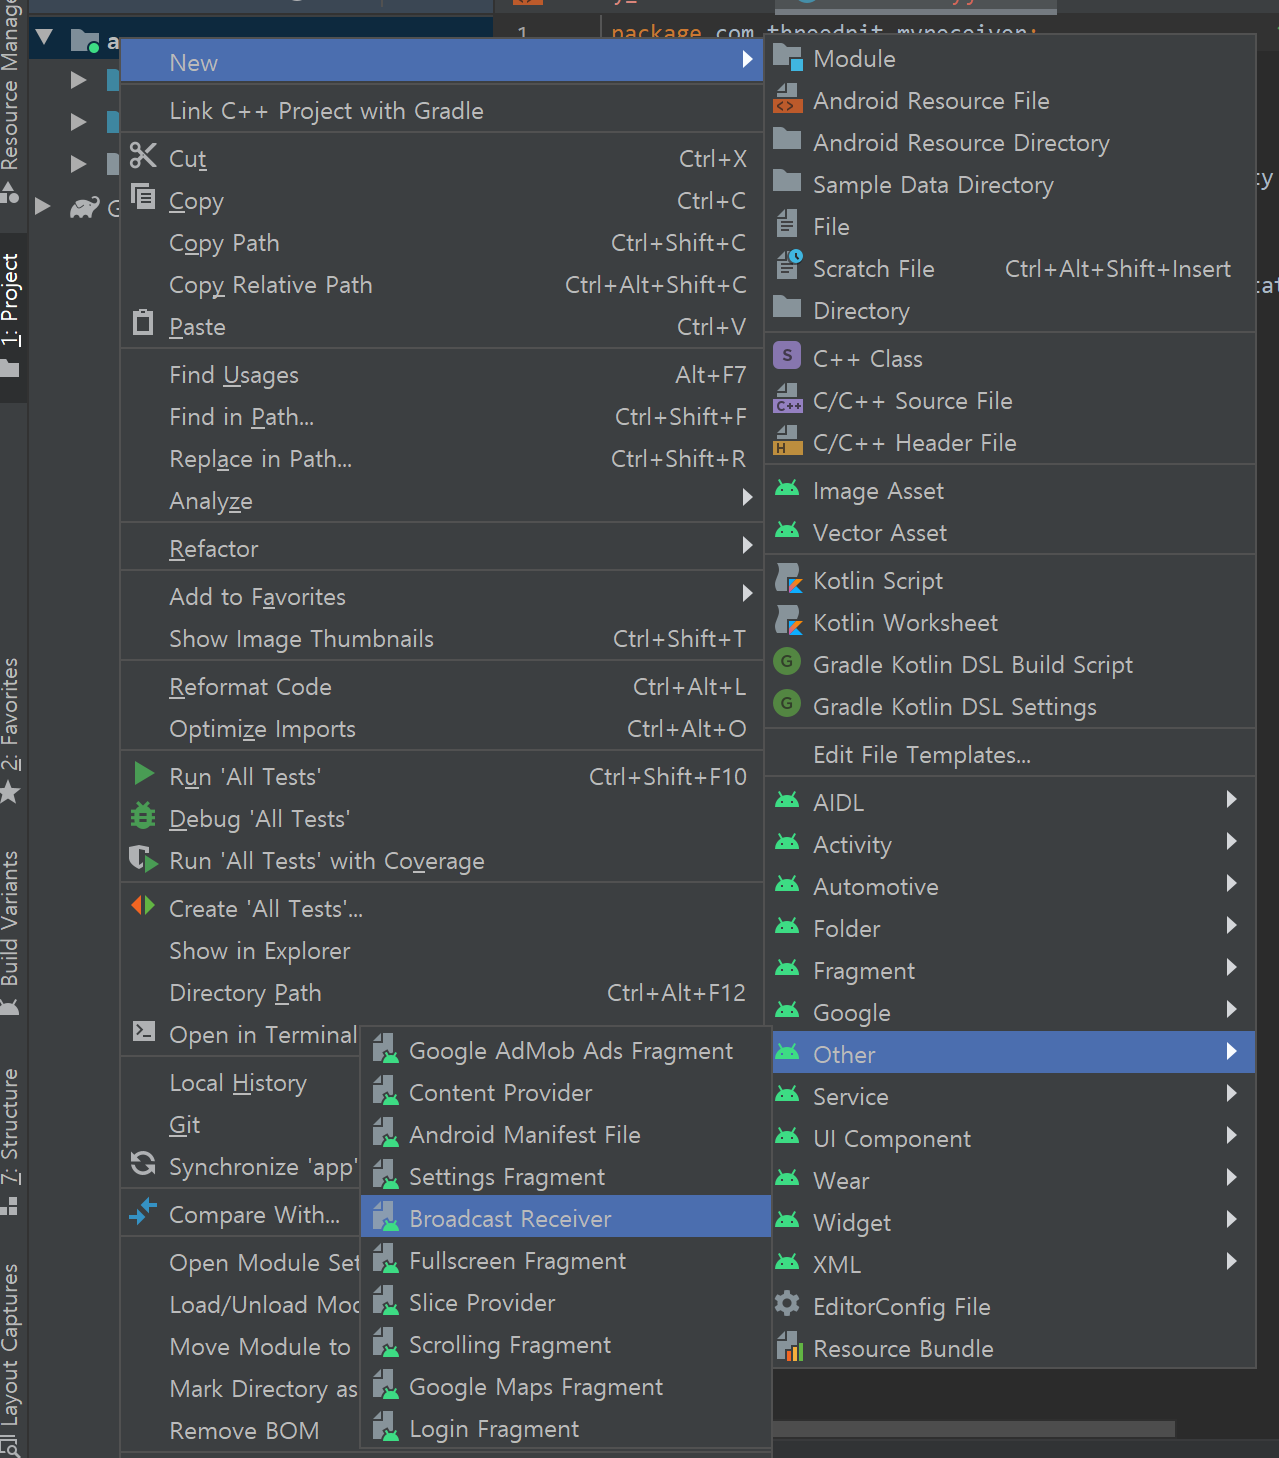 1 package com.threednit.myreceiver;
New
Link C++ Project with Gradle
Cut Ctrl+X
Copy Ctrl+C
Copy Path Ctrl+Shift+C
Copy Relative Path Ctrl+Alt+Shift+C
Paste Ctrl+V
Find Usages Alt+F7
Find in Path... Ctrl+Shift+F
Replace in Path... Ctrl+Shift+R
Analyze
Refactor
Add to Favorites
Show Image Thumbnails Ctrl+Shift+T
Reformat Code Ctrl+Alt+L
Optimize Imports Ctrl+Alt+O
Run 'All Tests' Ctrl+Shift+F10
Debug 'All Tests'
Run 'All Tests' with Coverage
Create 'All Tests'...
Show in Explorer
Directory Path Ctrl+Alt+F12
Open in Terminal
Local History
Git
Synchronize 'app'
Compare With...
Open Module Set
Load/Unload Mod
Move Module to
Mark Directory as
Remove BOM
Module
Android Resource File
Android Resource Directory
Sample Data Directory
File
Scratch File Ctrl+Alt+Shift+Insert
Directory
C++ Class
C/C++ Source File
C/C++ Header File
Image Asset
Vector Asset
Kotlin Script
Kotlin Worksheet
Gradle Kotlin DSL Build Script
Gradle Kotlin DSL Settings
Edit File Templates...
AIDL
Activity
Automotive
Folder
Fragment
Google
Other
Service
UI Component
Wear
Widget
XML
EditorConfig File
Resource Bundle
Google AdMob Ads Fragment
Content Provider
Android Manifest File
Settings Fragment
Broadcast Receiver
Fullscreen Fragment
Slice Provider
Scrolling Fragment
Google Maps Fragment
Login Fragment
Resource Manage
1: Project
2: Favorites
Build Variants
7: Structure
Layout Captures